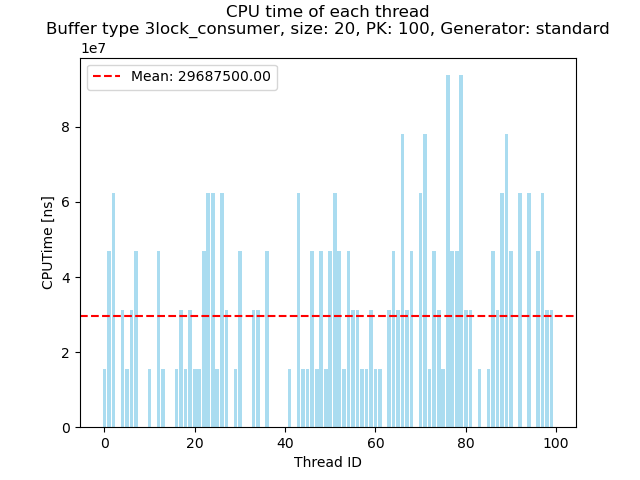 CPU time of each thread
Buffer type 3lock_consumer, size: 20, PK: 100, Generator: standard
1e7
Mean: 29687500.00
8
6
4
2
0
CPUTime [ns]
0 20 40 60 80 100
Thread ID